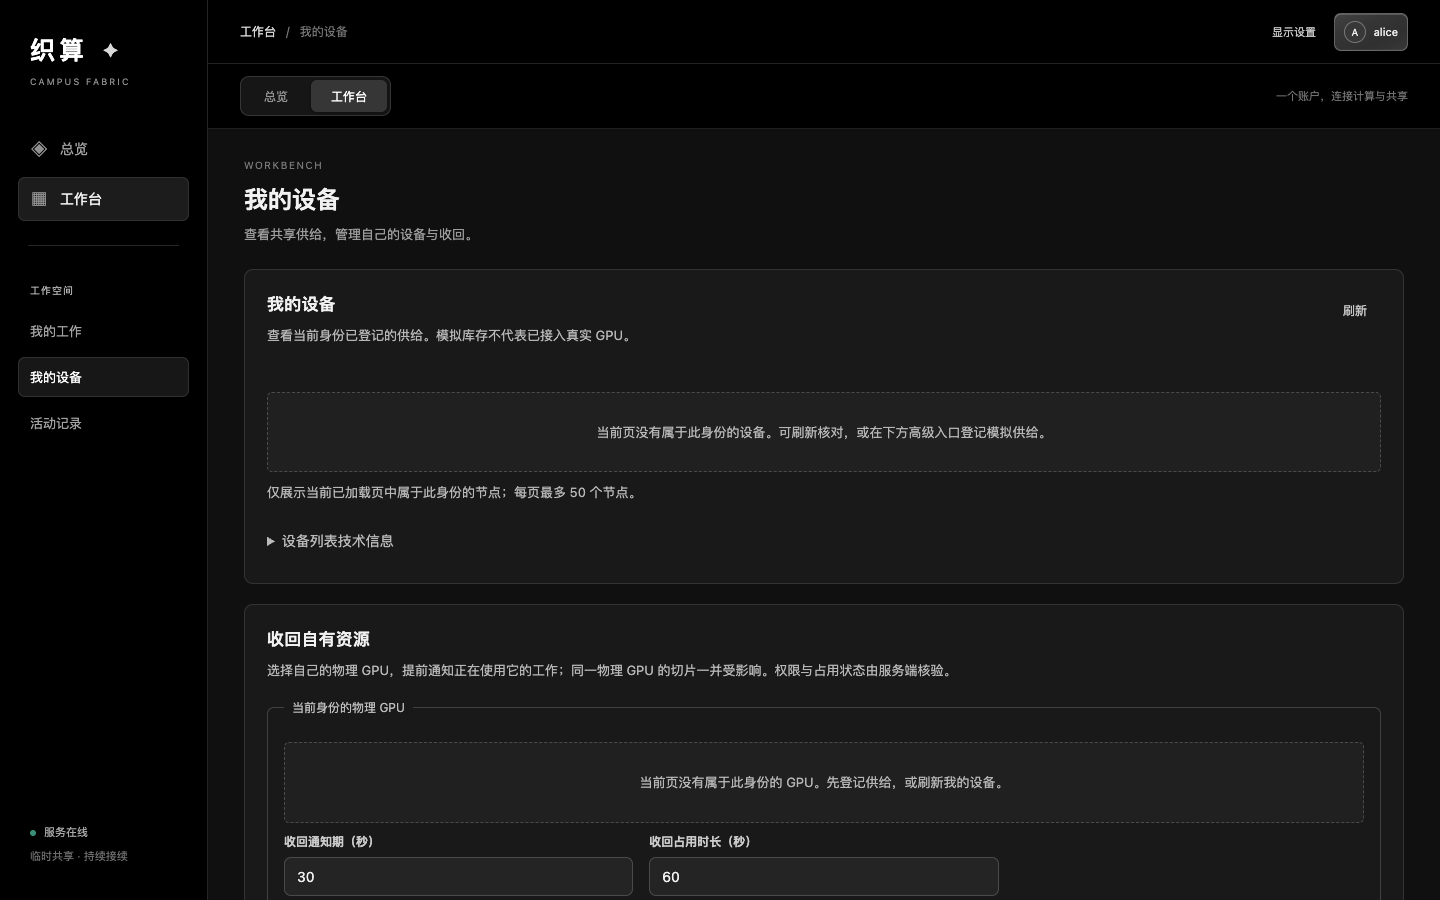 织算
CAMPUS FABRIC
总览
工作台
工作空间
我的工作
我的设备
活动记录
服务在线
临时共享 · 持续接续
工作台 / 我的设备
显示设置
A alice
总览 工作台
一个账户，连接计算与共享
WORKBENCH
我的设备
查看共享供给，管理自己的设备与收回。
我的设备
刷新
查看当前身份已登记的供给。模拟库存不代表已接入真实 GPU。
当前页没有属于此身份的设备。可刷新核对，或在下方高级入口登记模拟供给。
仅展示当前已加载页中属于此身份的节点；每页最多 50 个节点。
设备列表技术信息
收回自有资源
选择自己的物理 GPU，提前通知正在使用它的工作；同一物理 GPU 的切片一并受影响。权限与占用状态由服务端核验。
当前身份的物理 GPU
当前页没有属于此身份的 GPU。先登记供给，或刷新我的设备。
收回通知期（秒） 收回占用时长（秒）
30 60